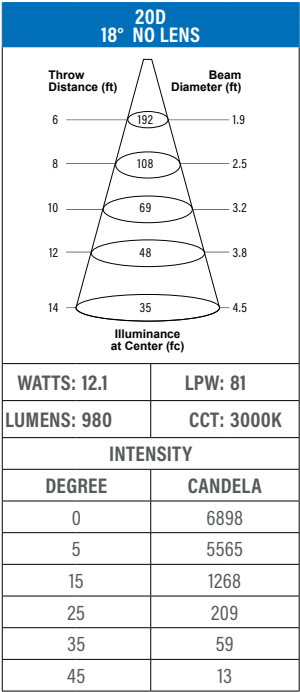 20D
18° NO LENS
Throw Distance (ft) Beam Diameter (ft)
6 192 1.9
8 108 2.5
10 69 3.2
12 48 3.8
14 35 4.5
Illuminance
at Center (fc)
WATTS: 12.1 LPW: 81
LUMENS: 980 CCT: 3000K
INTENSITY
DEGREE CANDELA
0 6898
5 5565
15 1268
25 209
35 59
45 13